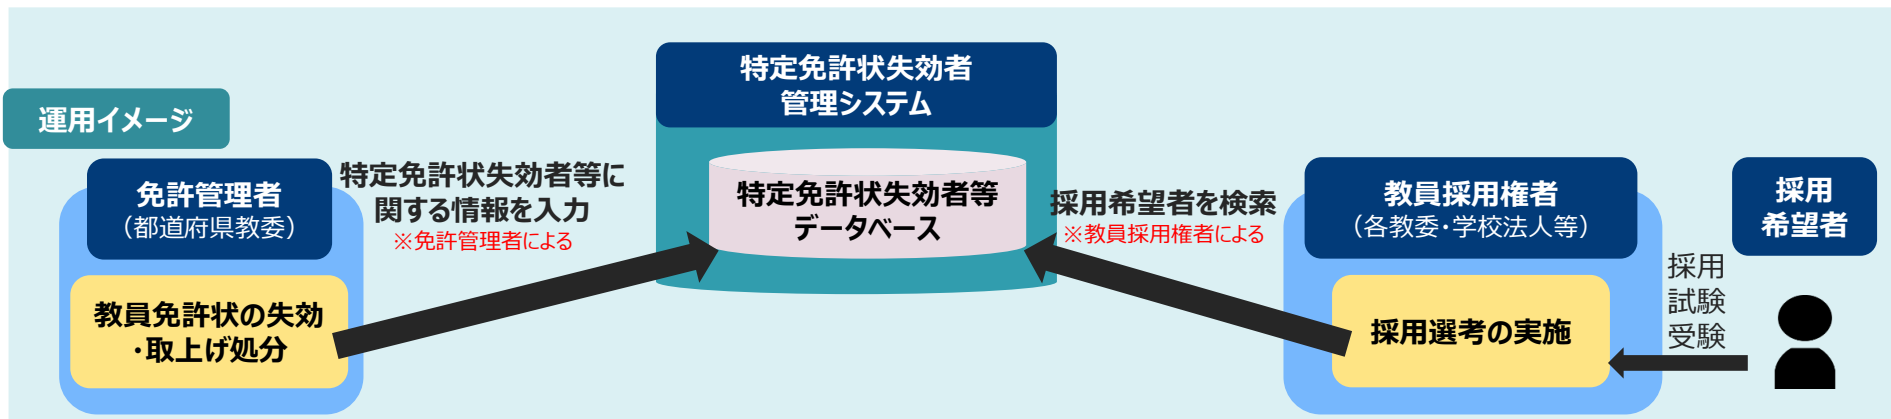 運用イメージ
免許管理者
（都道府県教委）
教員免許状の失効
・取上げ処分
特定免許状失効者等に
関する情報を入力
※免許管理者による
特定免許状失効者
管理システム
特定免許状失効者等
データベース
採用希望者を検索
※教員採用権者による
教員採用権者
（各教委・学校法人等）
採用選考の実施
採用
希望者
採用
試験
受験